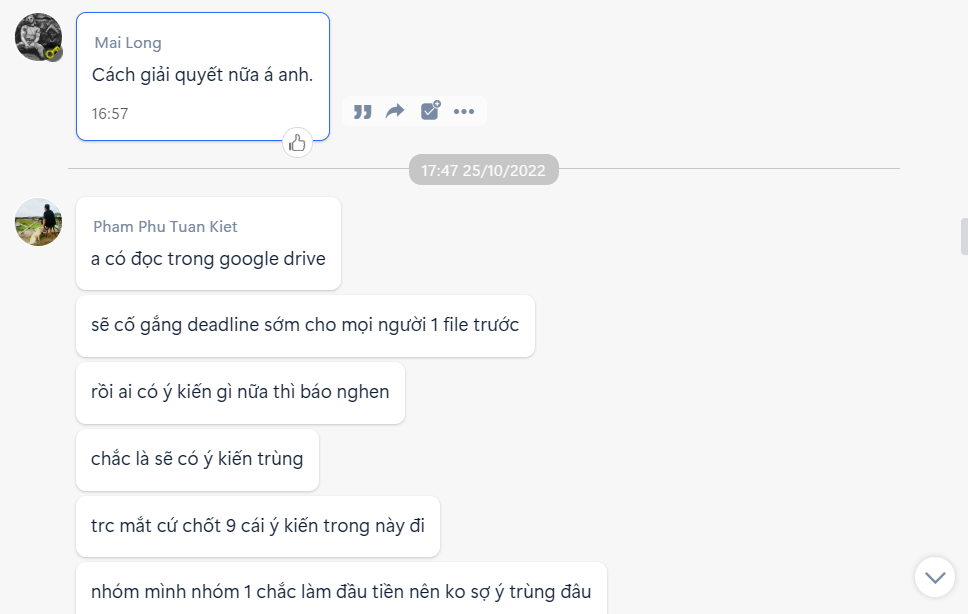 Mai Long
Cách giải quyết nữa á anh.
16:57
17:47 25/10/2022
Pham Phu Tuan Kiet
a có đọc trong google drive
sẽ cố gắng deadline sớm cho mọi người 1 file trước
rồi ai có ý kiến gì nữa thì báo nghen
chắc là sẽ có ý kiến trùng
trc mắt cứ chốt 9 cái ý kiến trong này đi
nhóm mình nhóm 1 chắc làm đầu tiền nên ko sợ ý trùng đâu